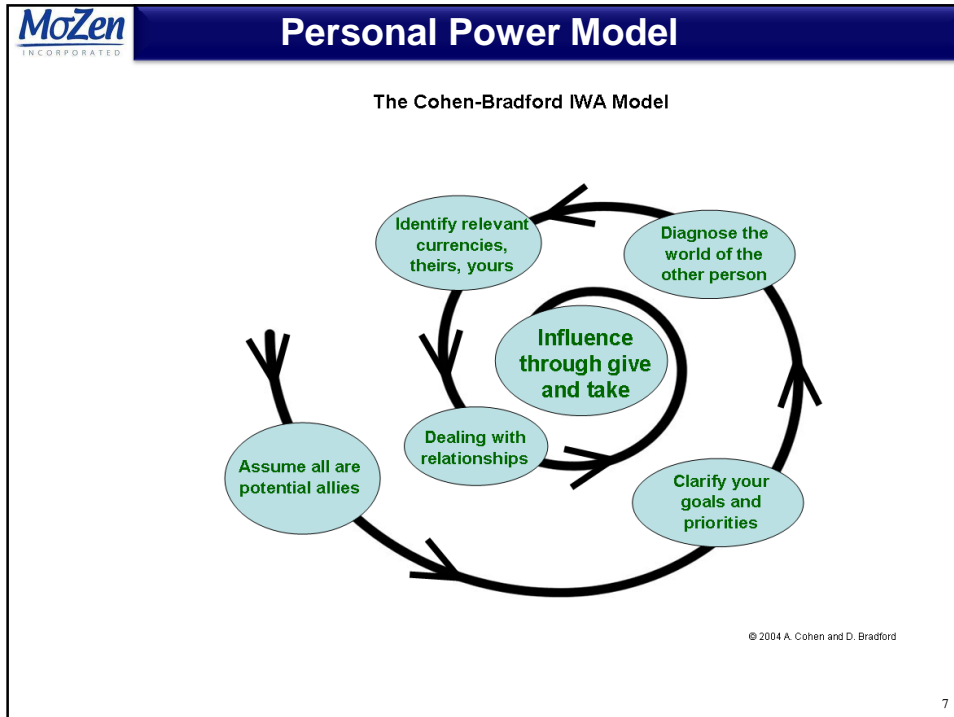 MoZen
INCORPORATED
Personal Power Model
The Cohen-Bradford IWA Model
Identify relevant
currencies,
theirs, yours
Diagnose the
world of the
other person
Influence
through give
and take
Dealing with
relationships
Assume all are
potential allies
Clarify your
goals and
priorities
© 2004 A. Cohen and D. Bradford
7